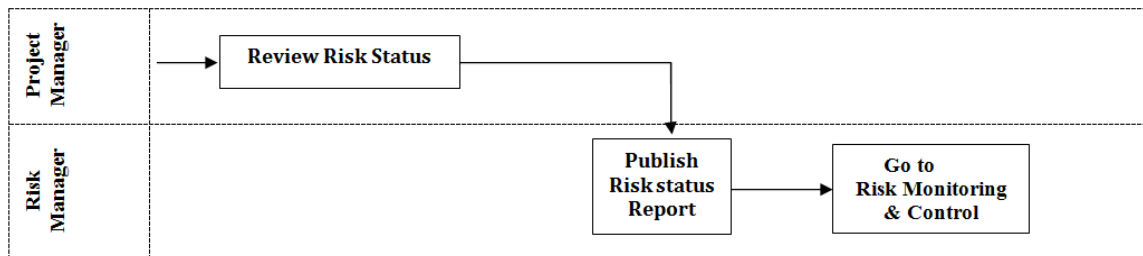 Project
Manager
Review Risk Status
Risk
Manager
Publish
Risk status
Report
Go to
Risk Monitoring
& Control